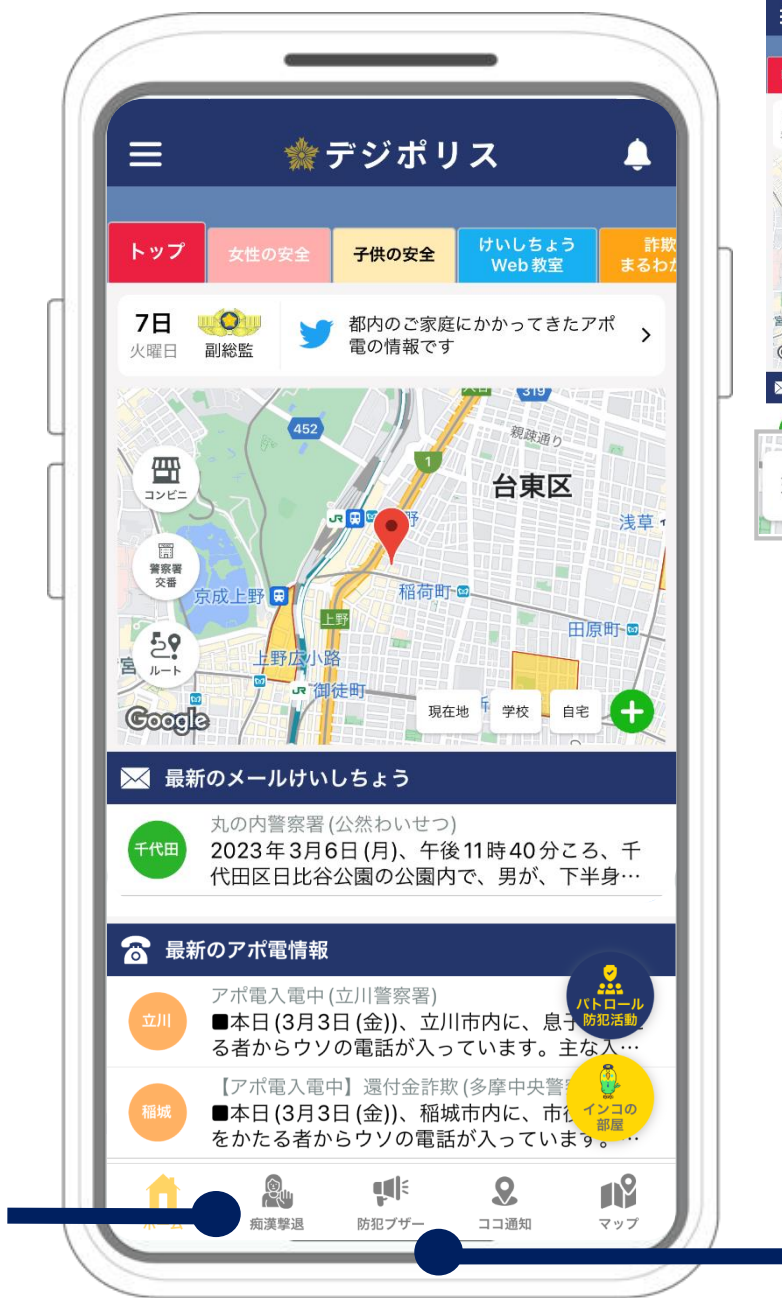 デジポリス
トップ
女性の安全
子供の安全
けいしちょう
Web教室
詐欺
まるわか
7日
火曜日
副総監
都内のご家庭にかかってきたアポ
電の情報です
319
452
親疎通り
1
台東区
コンビニ
JR
野
浅草
警察署
交番
京成上野
稲荷町
上野
田原町
ルート
宮
上野広小路
JR 御徒町
Google
現在地
学校
自宅
最新のメールけいしちょう
千代田
丸の内警察署(公然わいせつ)
2023年3月6日(月)、午後11時40分ころ、千
代田区日比谷公園の公園内で、男が、下半身…
最新のアポ電情報
立川
アポ電入電中(立川警察署)
■本日(3月3日(金))、立川市内に、息子
る者からウソの電話が入っています。主な入…
パトロール
防犯活動
稲城
【アポ電入電中】還付金詐欺(多摩中央警察
■本日(3月3日(金))、稲城市内に、市役
をかたる者からウソの電話が入っています。…
インコの
部屋
ホーム
痴漢撃退
防犯ブザー
ココ通知
マップ